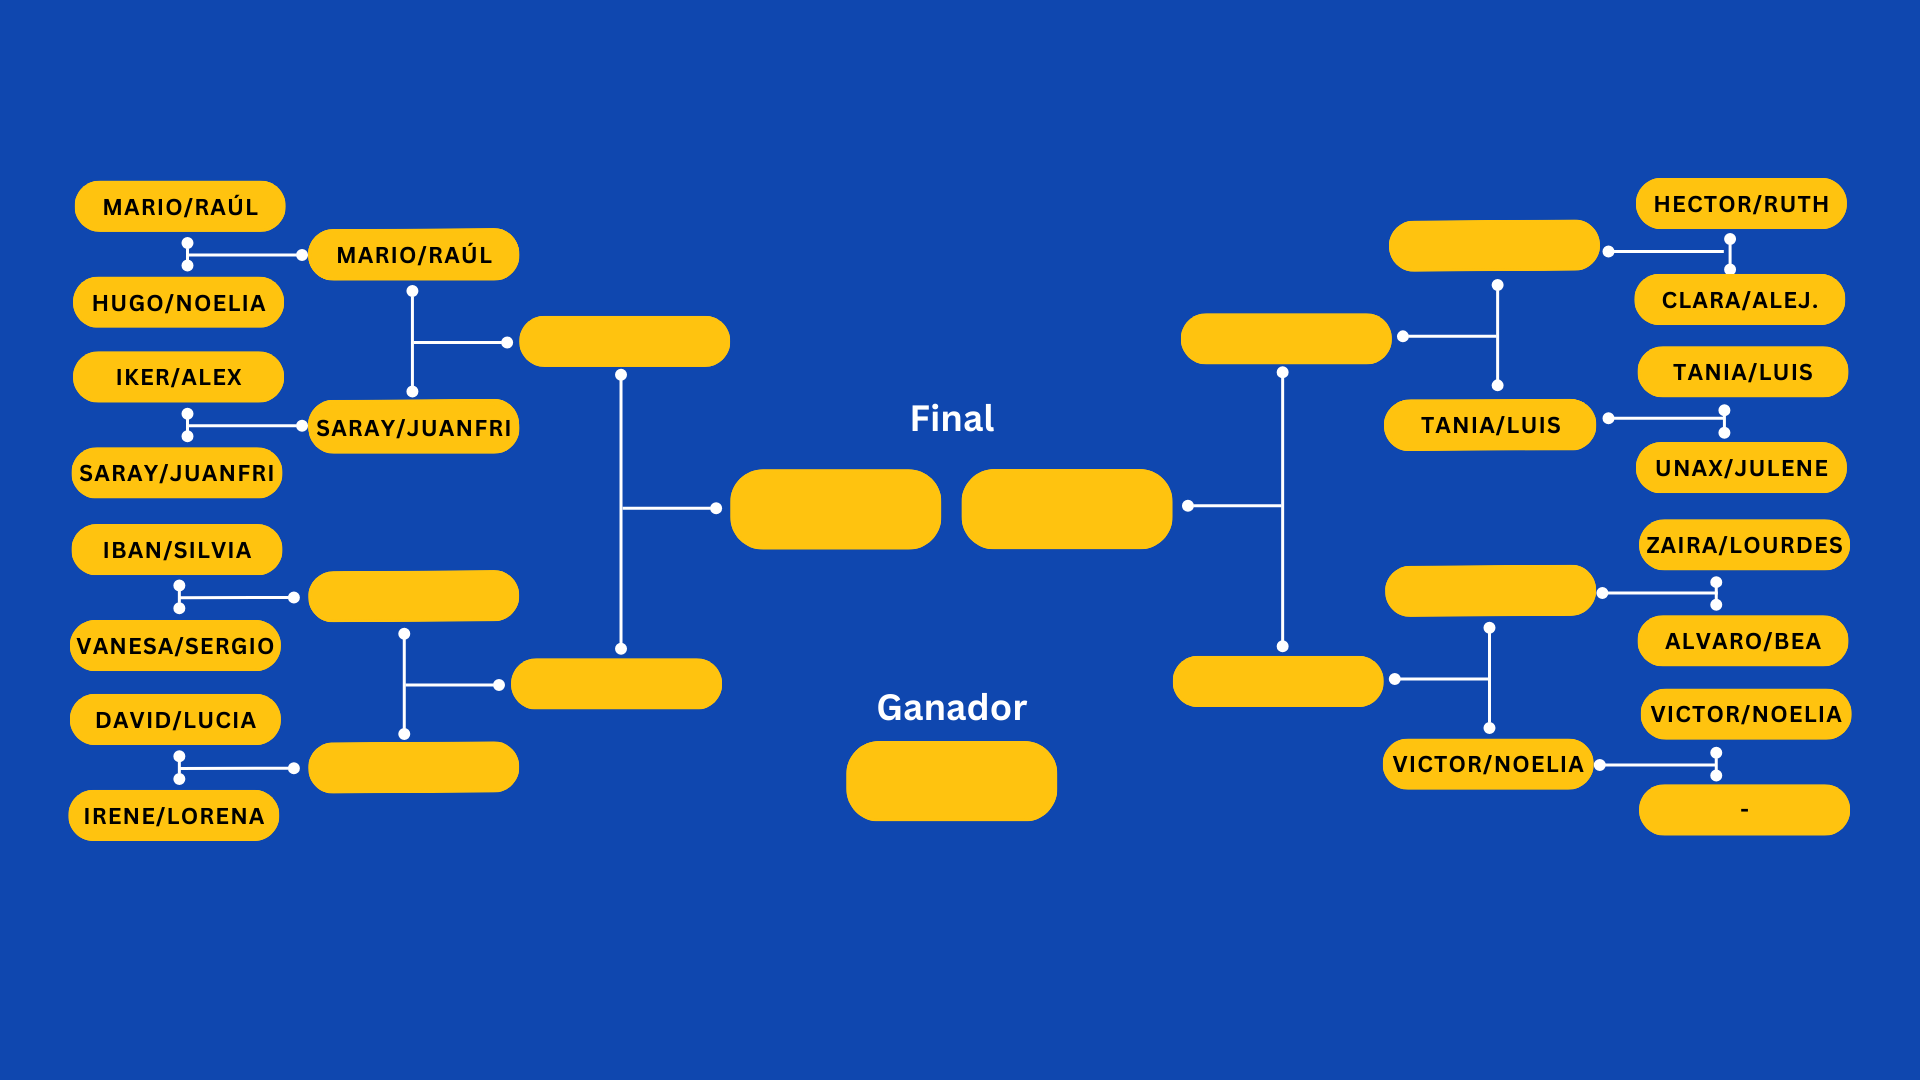 MARIO/RAÚL
HUGO/NOELIA
IKER/ALEX
SARAY/JUANFRI
IBAN/SILVIA
VANESA/SERGIO
DAVID/LUCIA
IRENE/LORENA
MARIO/RAÚL
SARAY/JUANFRI
Final
Ganador
TANIA/LUIS
VICTOR/NOELIA
HECTOR/RUTH
CLARA/ALEJ.
TANIA/LUIS
UNAX/JULENE
ZAIRA/LOURDES
ALVARO/BEA
VICTOR/NOELIA
-